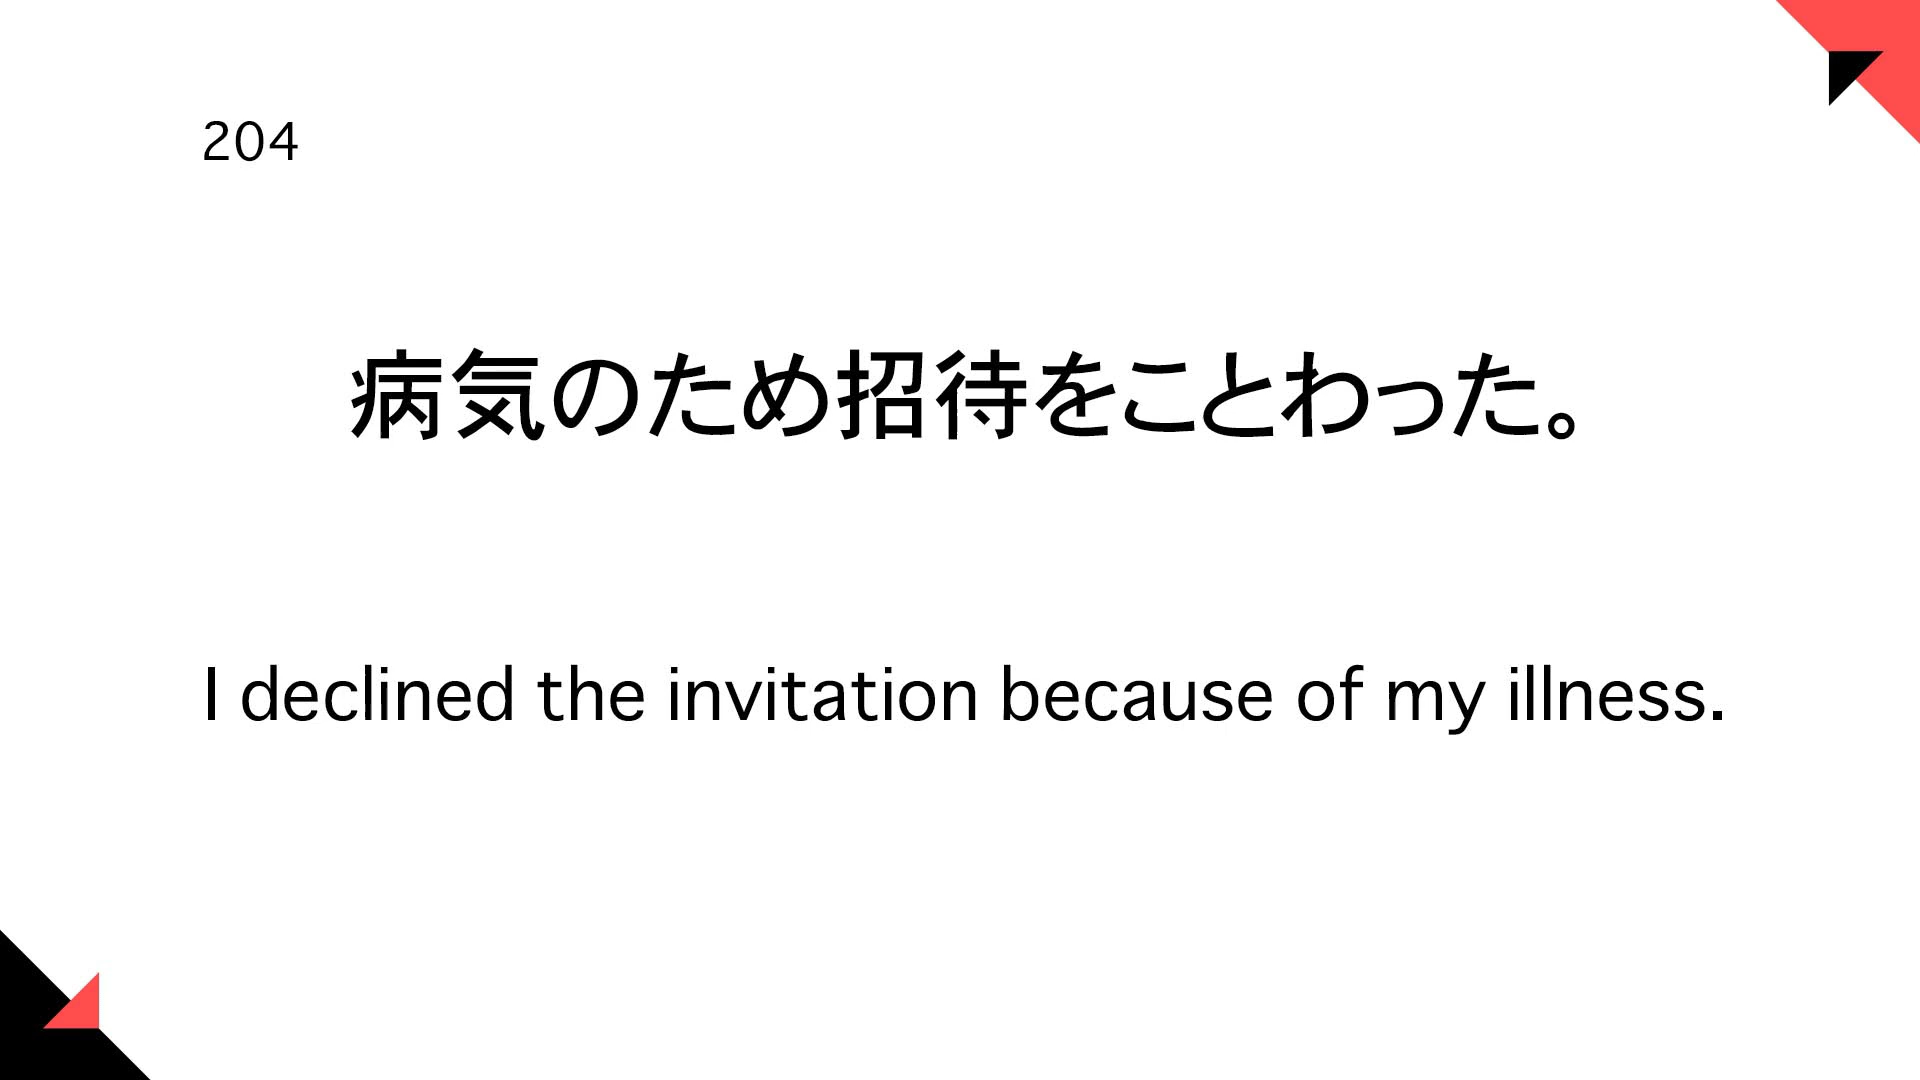 204
病気のため招待をことわった。
I declined the invitation because of my illness.